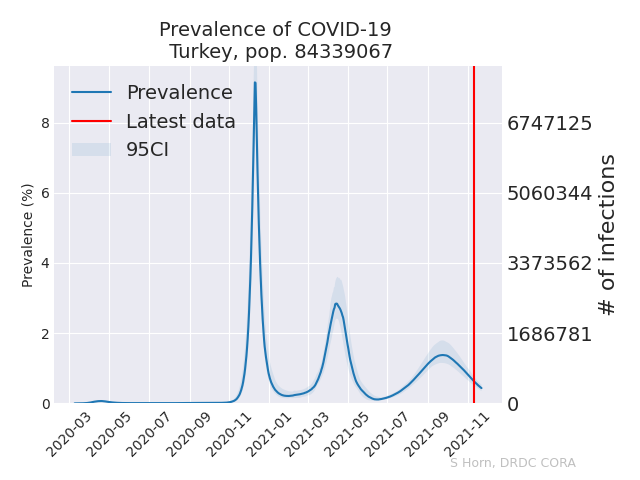 Prevalence of COVID-19
Turkey, pop. 84339067
Prevalence
Latest data
95CI
Prevalence (%)
8
6
4
2
0
6747125
5060344
3373562
1686781
0
# of infections
2020-03
2020-05
2020-07
2020-09
2020-11
2021-01
2021-03
2021-05
2021-07
2021-09
2021-11
S Horn, DRDC CORA